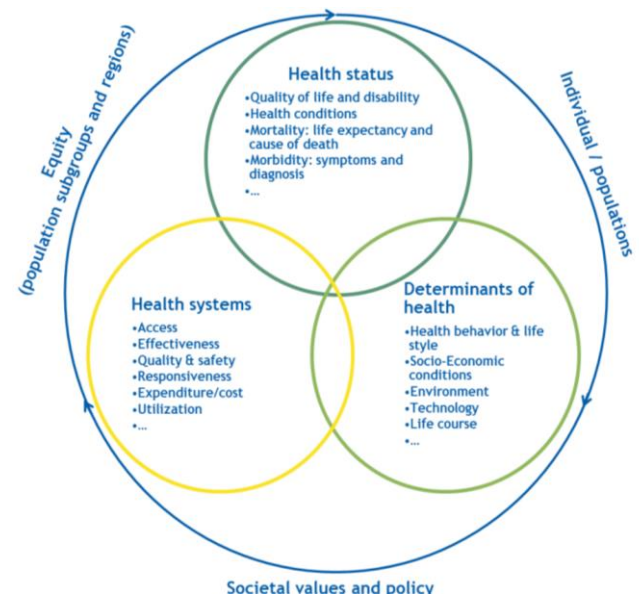 Equity
(population subgroups and regions)
Individual / populations
Health status
•Quality of life and disability
•Health conditions
•Mortality: life expectancy and
cause of death
•Morbidity: symptoms and
diagnosis
•...
Health systems
•Access
•Effectiveness
•Quality & safety
•Responsiveness
•Expenditure/cost
•Utilization
•...
Determinants of
health
•Health behavior & life
style
•Socio-Economic
conditions
•Environment
•Technology
•Life course
•...
Societal values and policy